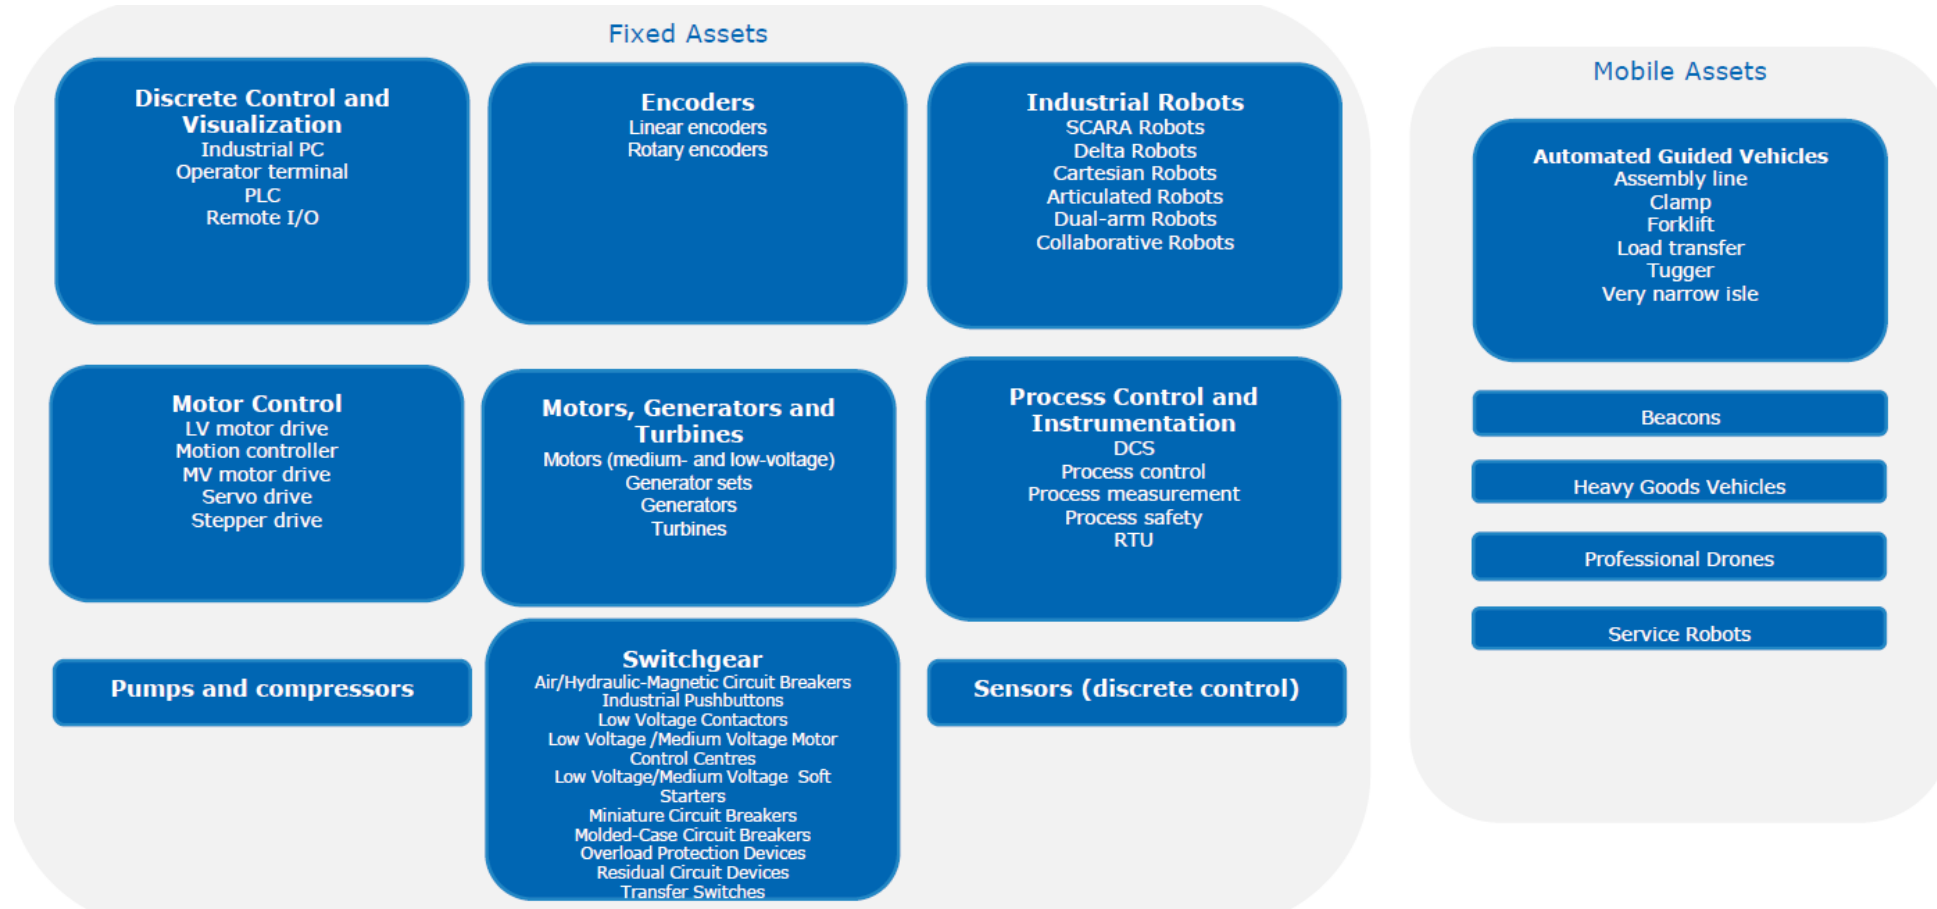 Fixed Assets
Discrete Control and
Visualization
Industrial PC
Operator terminal
PLC
Remote I/O
Encoders
Linear encoders
Rotary encoders
Industrial Robots
SCARA Robots
Delta Robots
Cartesian Robots
Articulated Robots
Dual-arm Robots
Collaborative Robots
Motor Control
LV motor drive
Motion controller
MV motor drive
Servo drive
Stepper drive
Motors, Generators and
Turbines
Motors (medium- and low-voltage)
Generator sets
Generators
Turbines
Process Control and
Instrumentation
DCS
Process control
Process measurement
Process safety
RTU
Pumps and compressors
Switchgear
Air/Hydraulic-Magnetic Circuit Breakers
Industrial Pushbuttons
Low Voltage Contactors
Low Voltage /Medium Voltage Motor
Control Centres
Low Voltage/Medium Voltage  Soft
Starters
Miniature Circuit Breakers
Molded-Case Circuit Breakers
Overload Protection Devices
Residual Circuit Devices
Transfer Switches
Sensors (discrete control)
Mobile Assets
Automated Guided Vehicles
Assembly line
Clamp
Forklift
Load transfer
Tugger
Very narrow isle
Beacons
Heavy Goods Vehicles
Professional Drones
Service Robots